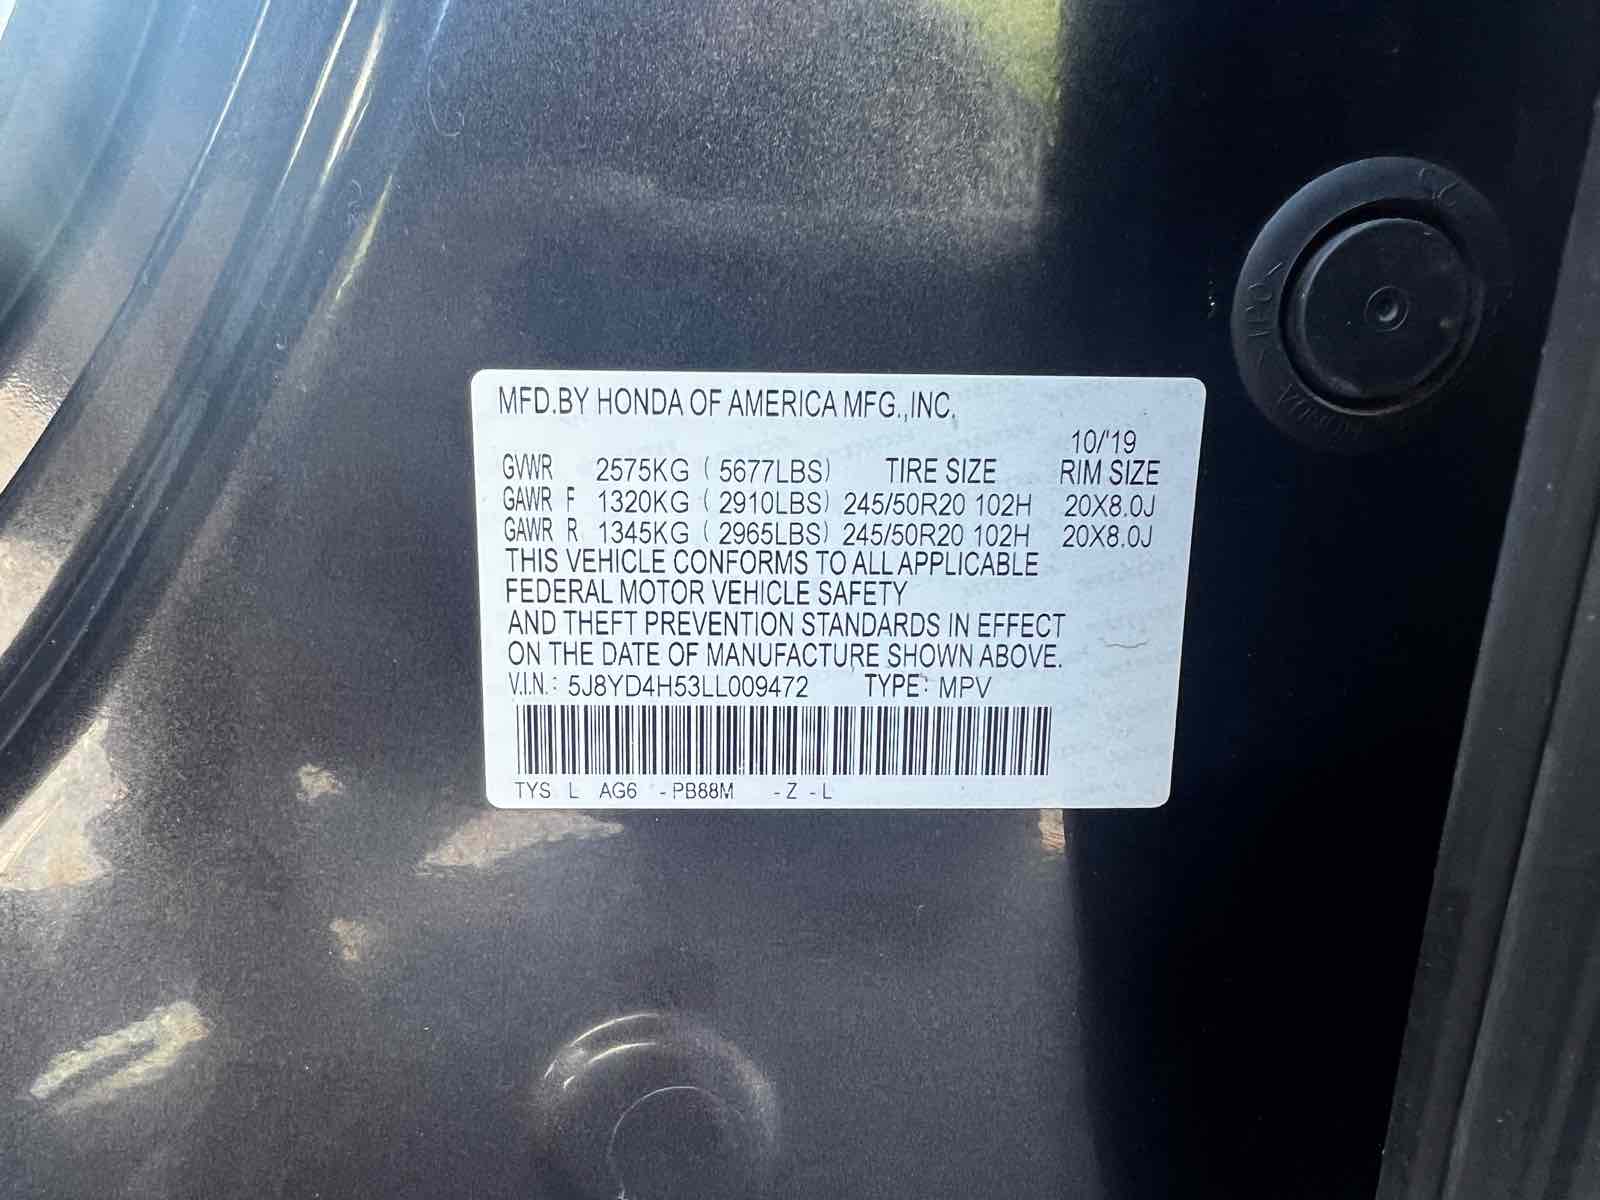 MFD.BY HONDA OF AMERICA MFG.,INC.
10/'19
GVWR 2575KG (5677LBS) TIRE SIZE RIM SIZE
GAWR F 1320KG (2910LBS) 245/50R20 102H 20X8.0J
GAWR R 1345KG (2965LBS) 245/50R20 102H 20X8.0J
THIS VEHICLE CONFORMS TO ALL APPLICABLE
FEDERAL MOTOR VEHICLE SAFETY
AND THEFT PREVENTION STANDARDS IN EFFECT
ON THE DATE OF MANUFACTURE SHOWN ABOVE.
V.I.N.: 5J8YD4H53LL009472 TYPE: MPV
TYS L AG6 -PB88M -Z -L